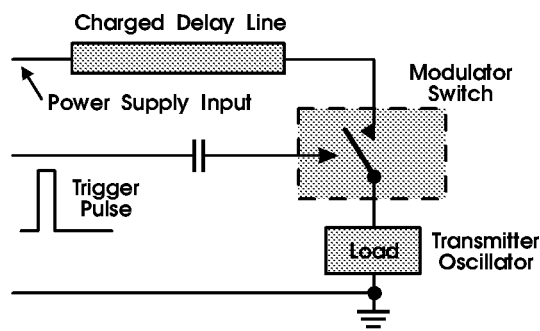 Charged Delay Line
Modulator
Switch
Power Supply Input
Trigger
Pulse
Load
Transmitter
Oscillator